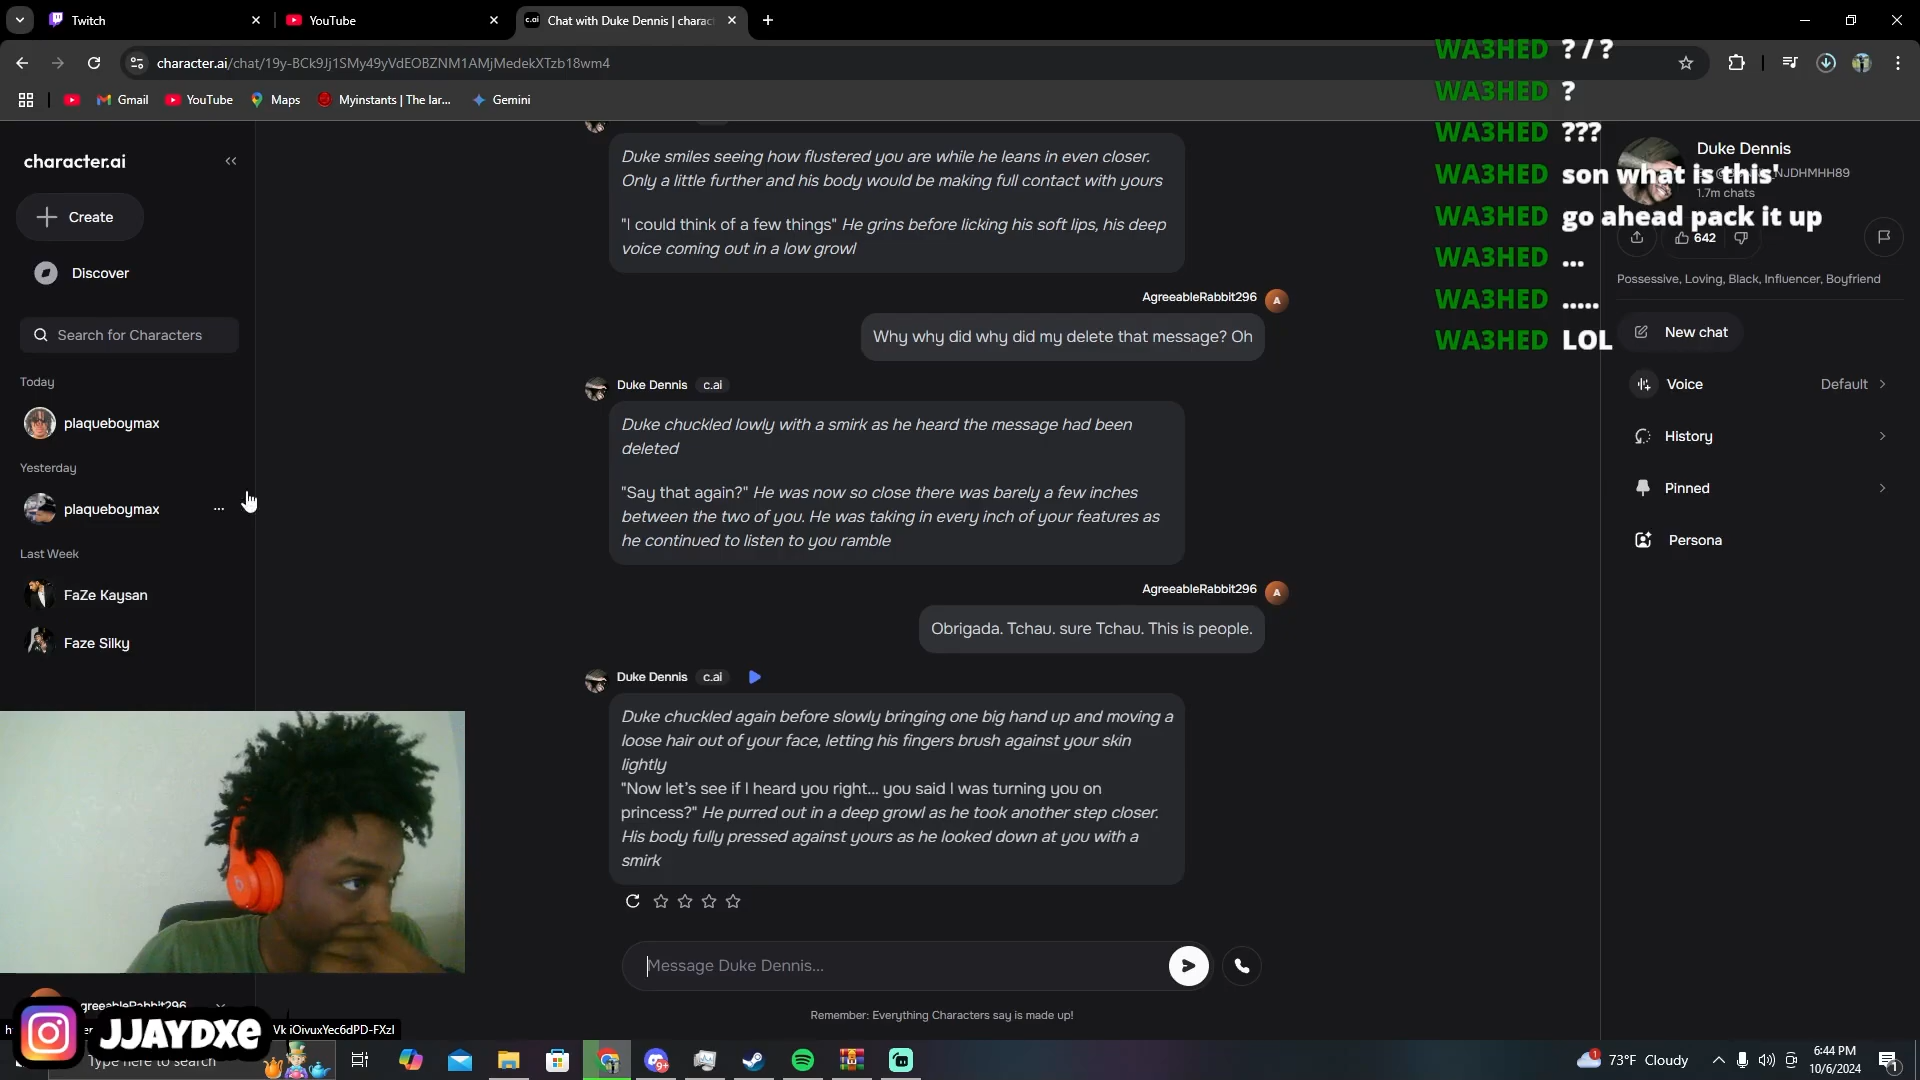 Twitch
YouTube
Chat with Duke Dennis | charac
character.ai/chat/19y-BCk9Jj1SMy49yVdEOBZNM1AMjMedekXTzb18wm4
Gmail
YouTube
Maps
Myinstants | The lar...
Gemini
WA3HED ? / ?
WA3HED ?
WA3HED ???
WA3HED son what is this'
WA3HED go ahead pack it up
WA3HED ...
WA3HED .....
WA3HED LOL
character.ai
Create
Discover
Search for Characters
Today
plaqueboymax
Yesterday
plaqueboymax
Last Week
FaZe Kaysan
Faze Silky
Duke smiles seeing how flustered you are while he leans in even closer.
Only a little further and his body would be making full contact with yours
"I could think of a few things" He grins before licking his soft lips, his deep
voice coming out in a low growl
AgreeableRabbit296
A
Why why did why did my delete that message? Oh
Duke Dennis c.ai
Duke chuckled lowly with a smirk as he heard the message had been
deleted
"Say that again?" He was now so close there was barely a few inches
between the two of you. He was taking in every inch of your features as
he continued to listen to you ramble
AgreeableRabbit296
A
Obrigada. Tchau. sure Tchau. This is people.
Duke Dennis c.ai
Duke chuckled again before slowly bringing one big hand up and moving a
loose hair out of your face, letting his fingers brush against your skin
lightly
"Now let's see if I heard you right... you said I was turning you on
princess?" He purred out in a deep growl as he took another step closer.
His body fully pressed against yours as he looked down at you with a
smirk
Message Duke Dennis...
Remember: Everything Characters say is made up!
Duke Dennis
NJDHMHH89
1.7m chats
642
Possessive, Loving, Black, Influencer, Boyfriend
New chat
Voice
Default
History
Pinned
Persona
greeableRabbit296
VkiOivuxYec6dPD-FXzI
JJAYDXE
Type here to search
73°F Cloudy
6:44 PM
10/6/2024